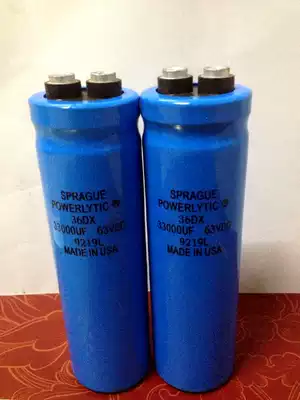 SPRAGUE
POWERLYTIC ®
36DX
33000UF 63VDC
9219L
MADE IN USA
SPRAGUE
POWERLYTIC ®
36DX
33000UF 63VDC
9219L
MADE IN USA